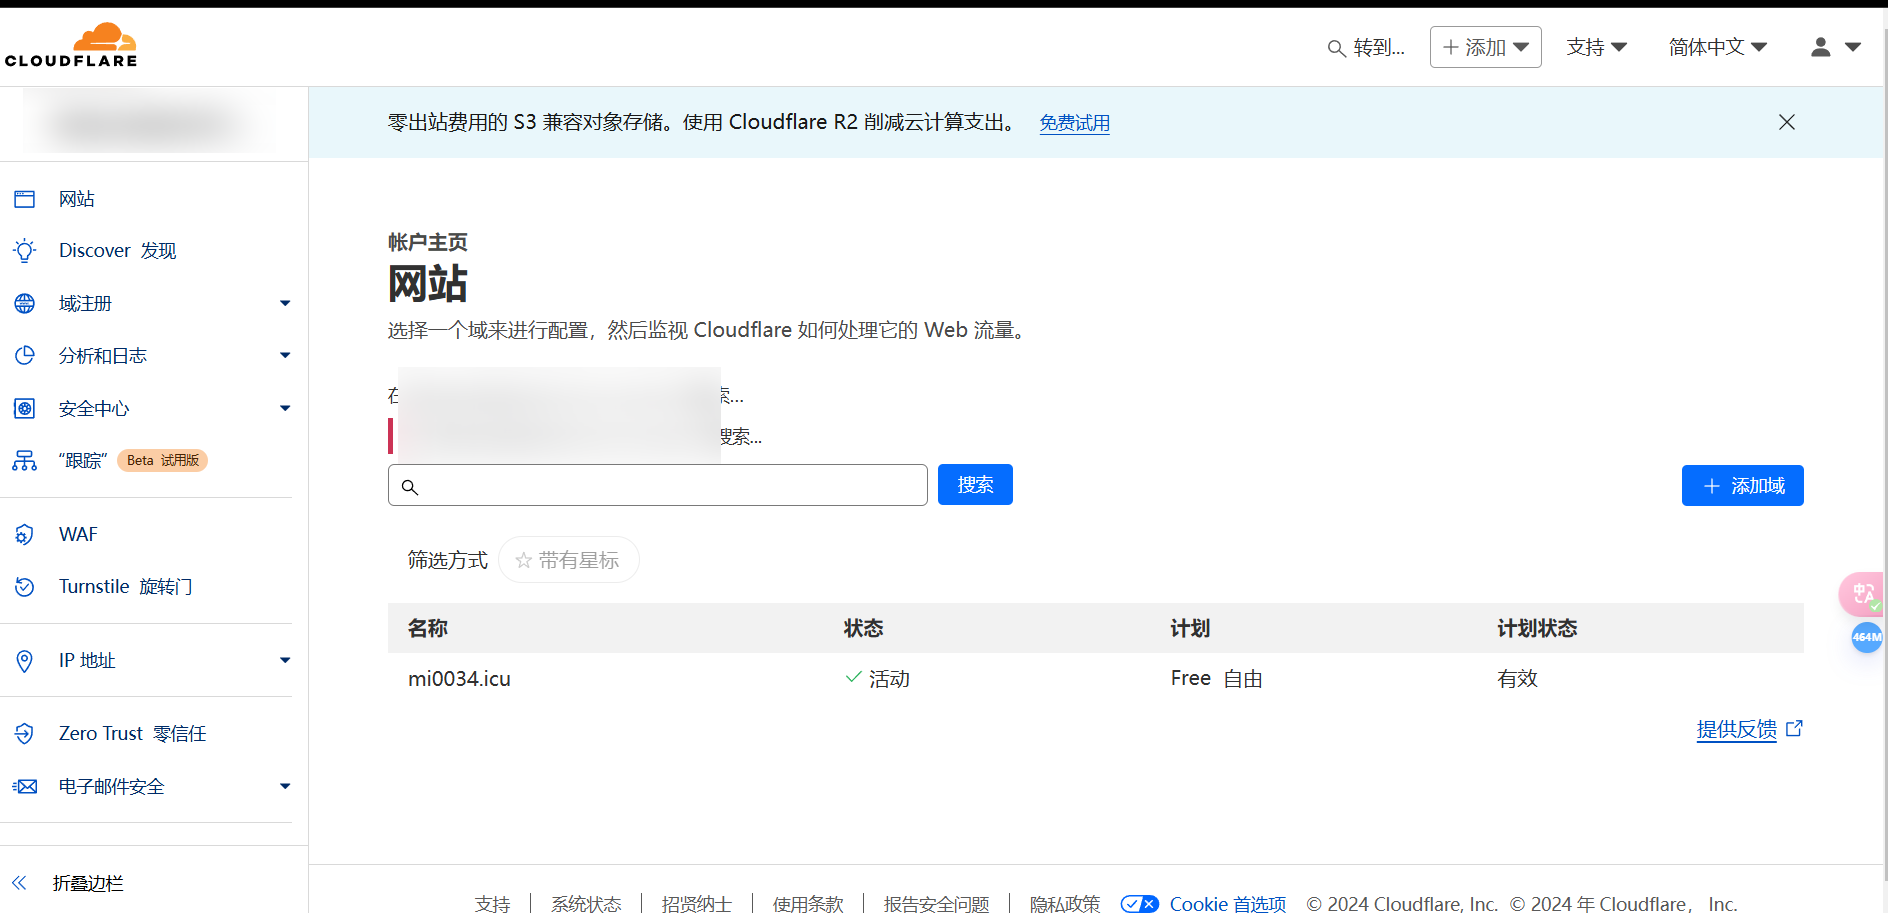 CLOUDFLARE
转到...
添加
支持
简体中文
零出站费用的 S3 兼容对象存储。使用 Cloudflare R2 削减云计算支出。 免费试用
网站
Discover 发现
域注册
分析和日志
安全中心
“跟踪” Beta 试用版
WAF
Turnstile 旋转门
IP 地址
Zero Trust 零信任
电子邮件安全
折叠边栏
帐户主页
网站
选择一个域来进行配置，然后监视 Cloudflare 如何处理它的 Web 流量。
在 索...
搜索...
搜索
添加域
筛选方式 带有星标
名称 状态 计划 计划状态
mi0034.icu 活动 Free 自由 有效
提供反馈
464M
支持 系统状态 招贤纳士 使用条款 报告安全问题 隐私政策 Cookie 首选项 © 2024 Cloudflare, Inc. © 2024 年 Cloudflare， Inc.